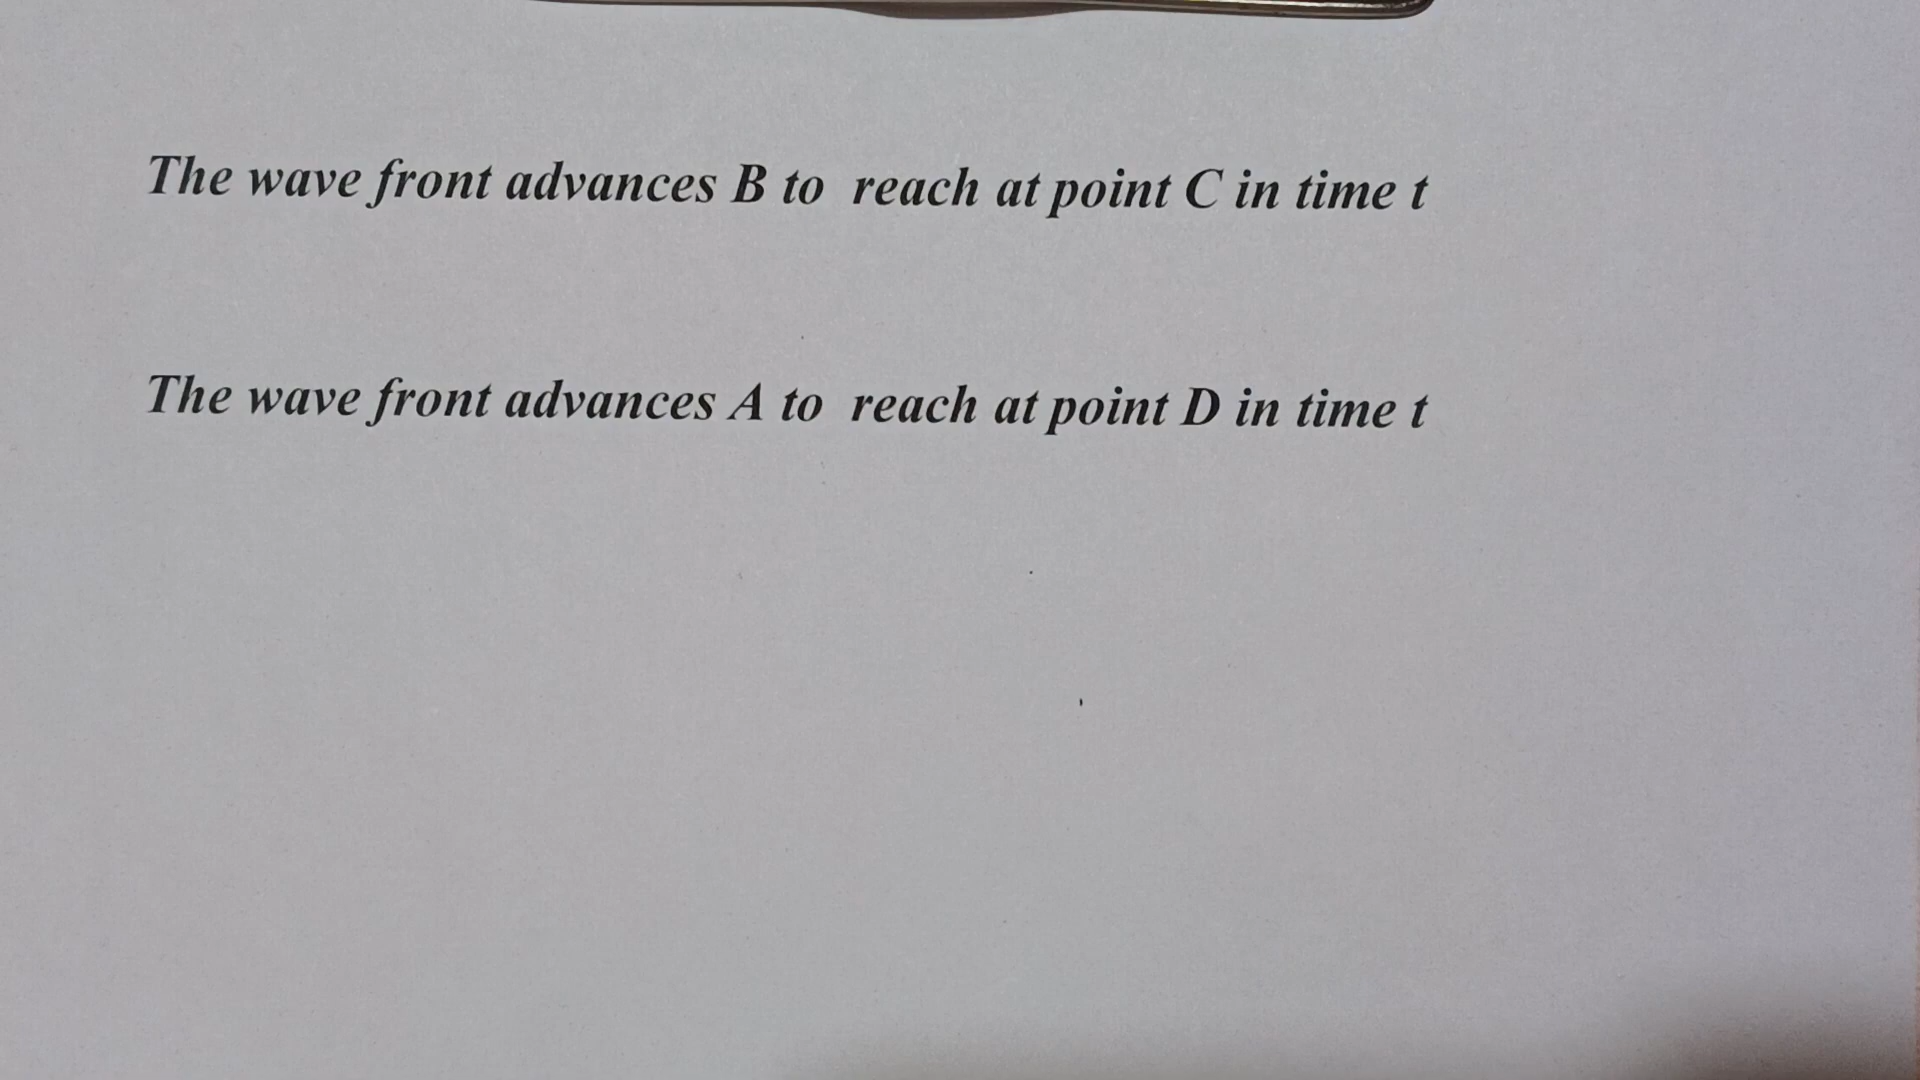 The wave front advances B to reach at point C in time t
The wave front advances A to reach at point D in time t